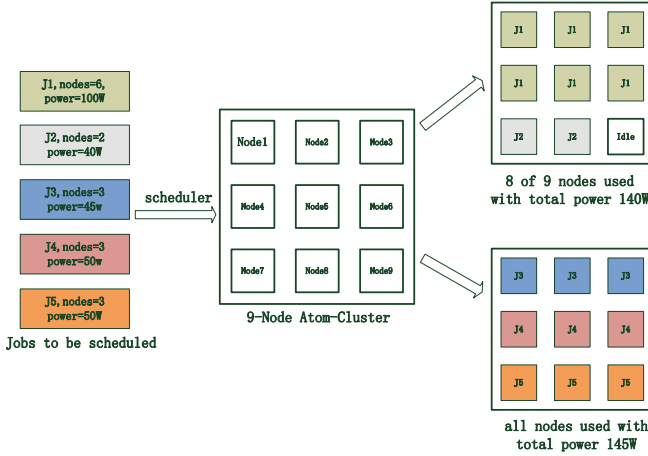 J1,nodes=6,
power=100W
J2,nodes=2
power=40W
J3,nodes=3
power=45w
J4,nodes=3
power=50w
J5,nodes=3
power=50W
Jobs to be scheduled
scheduler
Node1 Node2 Node3
Node4 Node5 Node6
Node7 Node8 Node9
9-Node Atom-Cluster
J1 J1 J1
J1 J1 J1
J2 J2 Idle
8 of 9 nodes used
with total power 140W
J3 J3 J3
J4 J4 J4
J5 J5 J5
all nodes used with
total power 145W